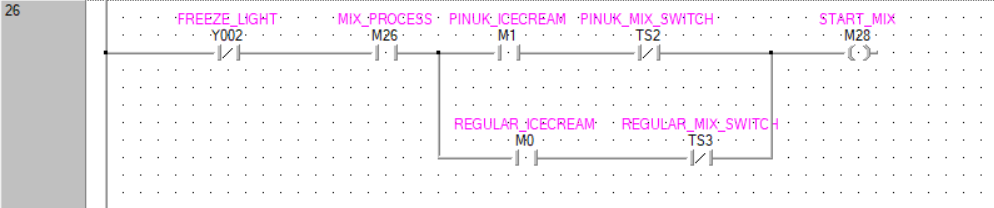 26
FREEZE_LIGHT MIX_PROCESS PINUK_ICECREAM PINUK_MIX_SWITCH START_MIX
Y002 M26 M1 TS2 M28
REGULAR_ICECREAM REGULAR_MIX_SWITCH
M0 TS3